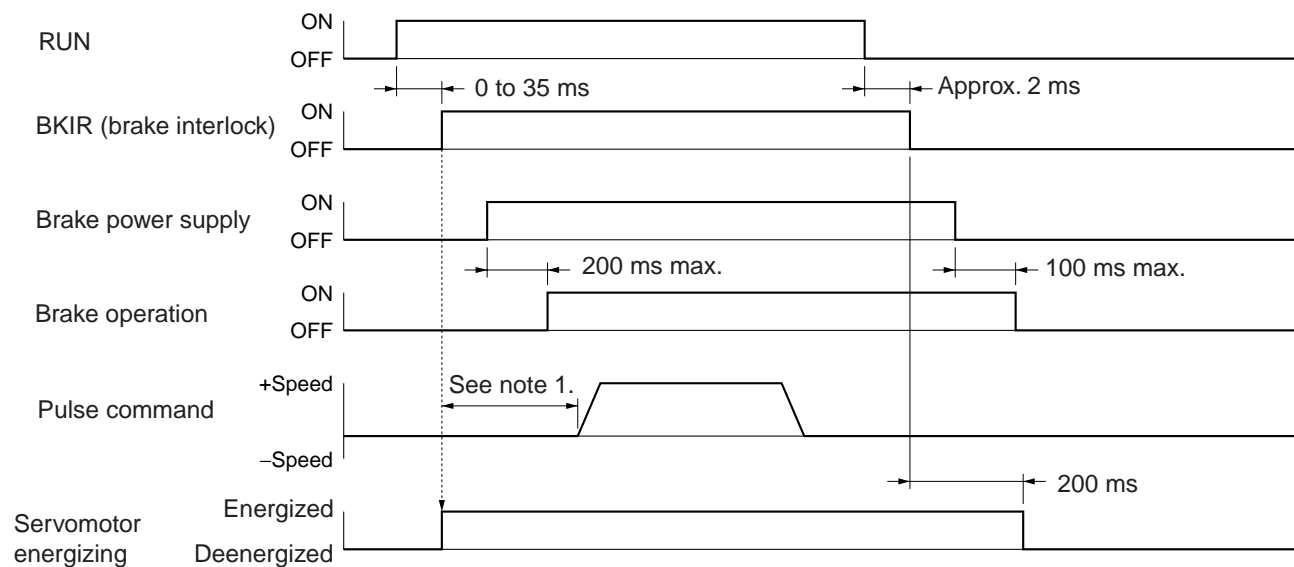 RUN
ON
OFF
0 to 35 ms
Approx. 2 ms
BKIR (brake interlock)
ON
OFF
Brake power supply
ON
OFF
200 ms max.
100 ms max.
Brake operation
ON
OFF
Pulse command
+Speed
See note 1.
−Speed
200 ms
Servomotor
energizing
Energized
Deenergized